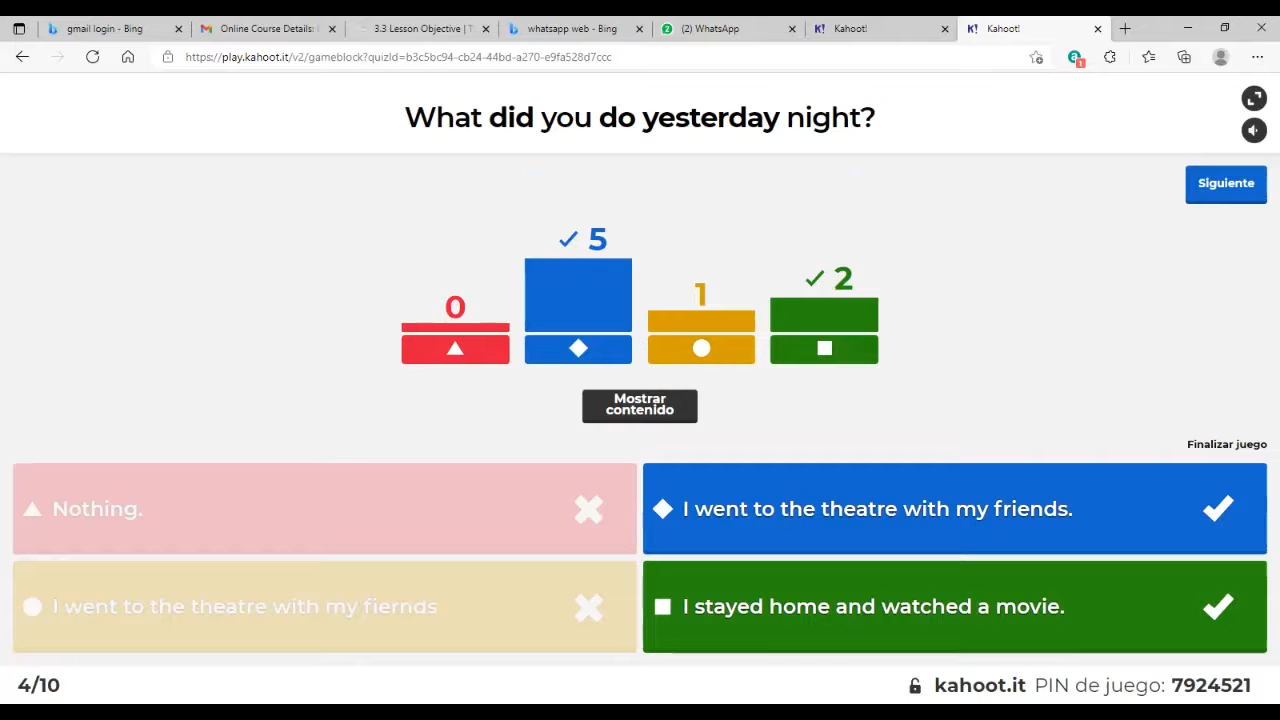 gmail login - Bing
Online Course Details:
3.3 Lesson Objective | T
whatsapp web - Bing
2
(2) WhatsApp
K! Kahoot!
K! Kahoot!
https://play.kahoot.it/v2/gameblock?quizId=b3c5bc94-cb24-44bd-a270-e9fa528d7ccc
a
1
What did you do yesterday night?
Siguiente
0
5
1
2
Mostrar
contenido
Finalizar juego
Nothing.
I went to the theatre with my friends.
I went to the theatre with my fiernds
I stayed home and watched a movie.
4/10
kahoot.it PIN de juego: 7924521